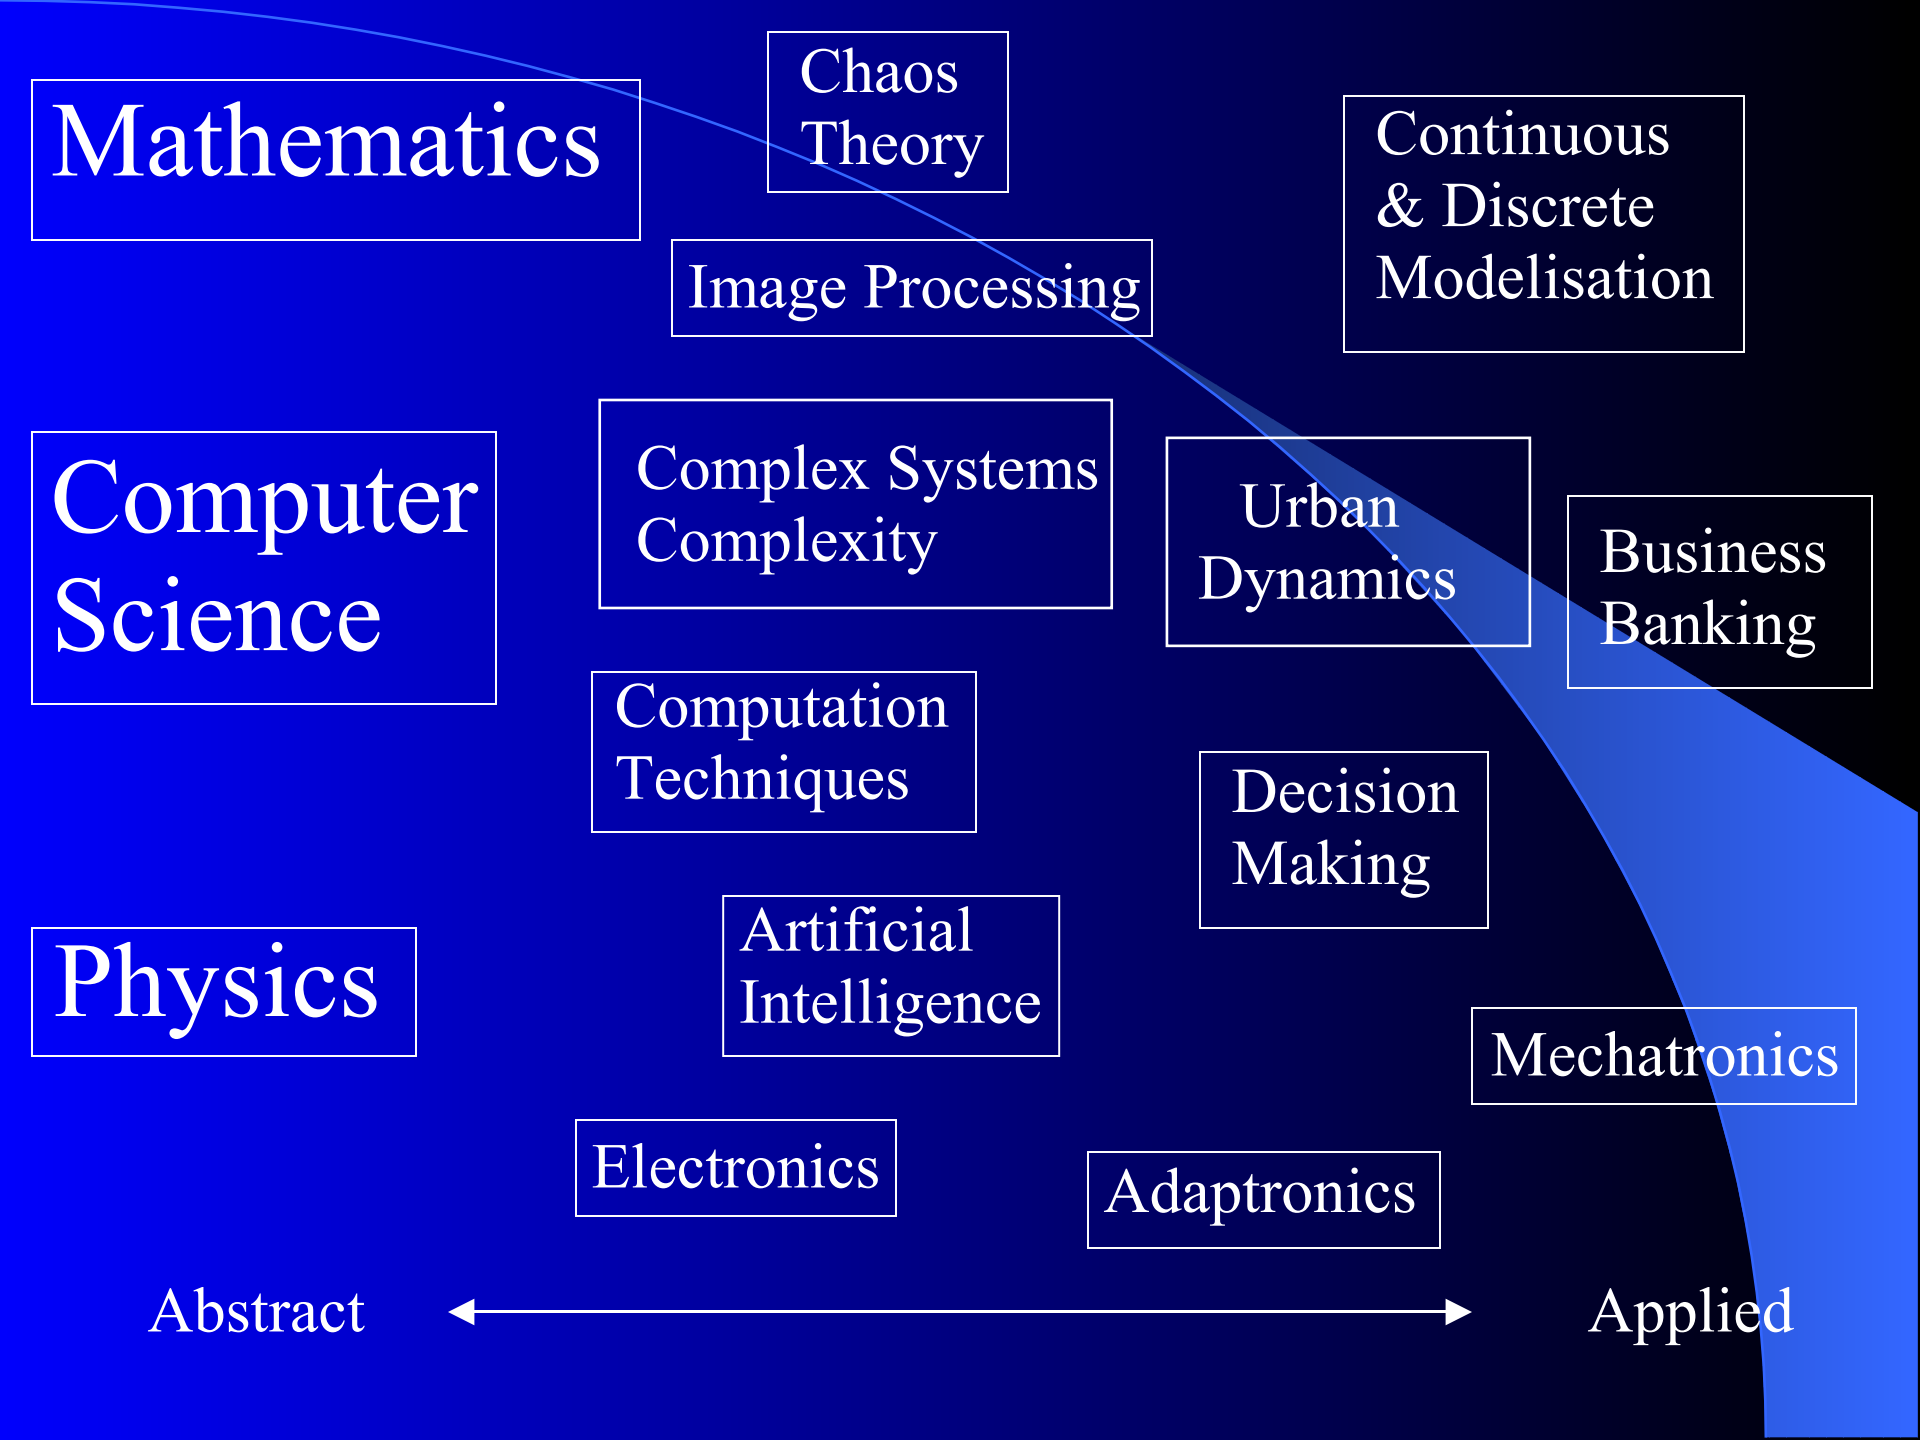 Mathematics
Chaos
Theory
Continuous
& Discrete
Modelisation
Image Processing
Computer
Science
Complex Systems
Complexity
Urban
Dynamics
Business
Banking
Computation
Techniques
Decision
Making
Physics
Artificial
Intelligence
Mechatronics
Electronics
Adaptronics
Abstract
Applied